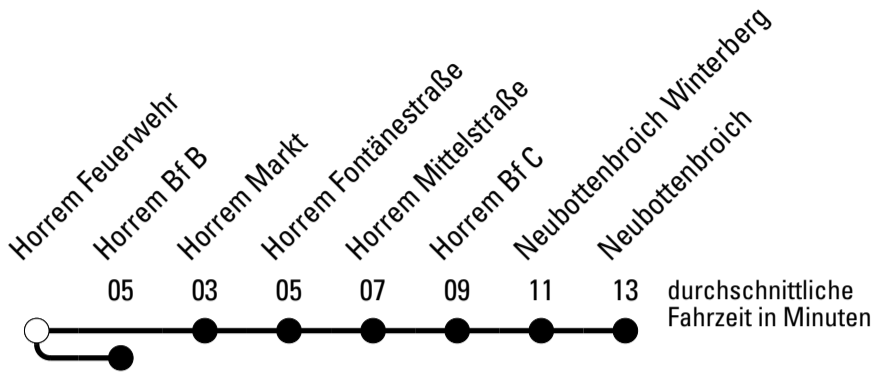 Horrem Feuerwehr
Horrem Bf B
Horrem Markt
Horrem Fontänestraße
Horrem Mittelstraße
Horrem Bf C
Neubottenbroich Winterberg
Neubottenbroich
05 03 05 07 09 11 13
durchschnittliche
Fahrzeit in Minuten